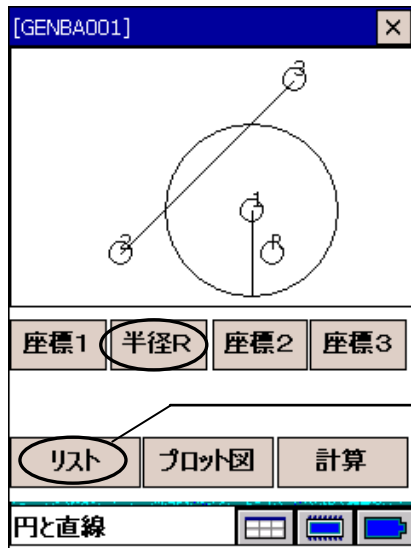 [GENBA001] ×
3
1
2
R
座標1 半径R 座標2 座標3
リスト プロット図 計算
円と直線